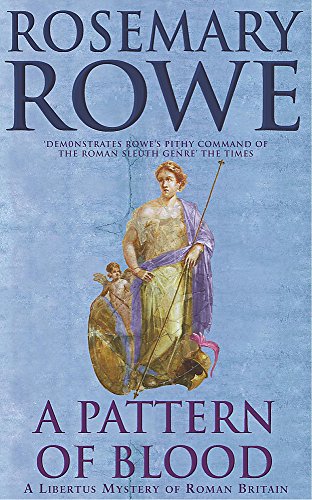 ROSEMARY
ROWE
'DEMONSTRATES ROWE'S PITHY COMMAND OF
THE ROMAN SLEUTH GENRE' THE TIMES
A PATTERN
OF BLOOD
A LIBERTUS MYSTERY OF ROMAN BRITAIN